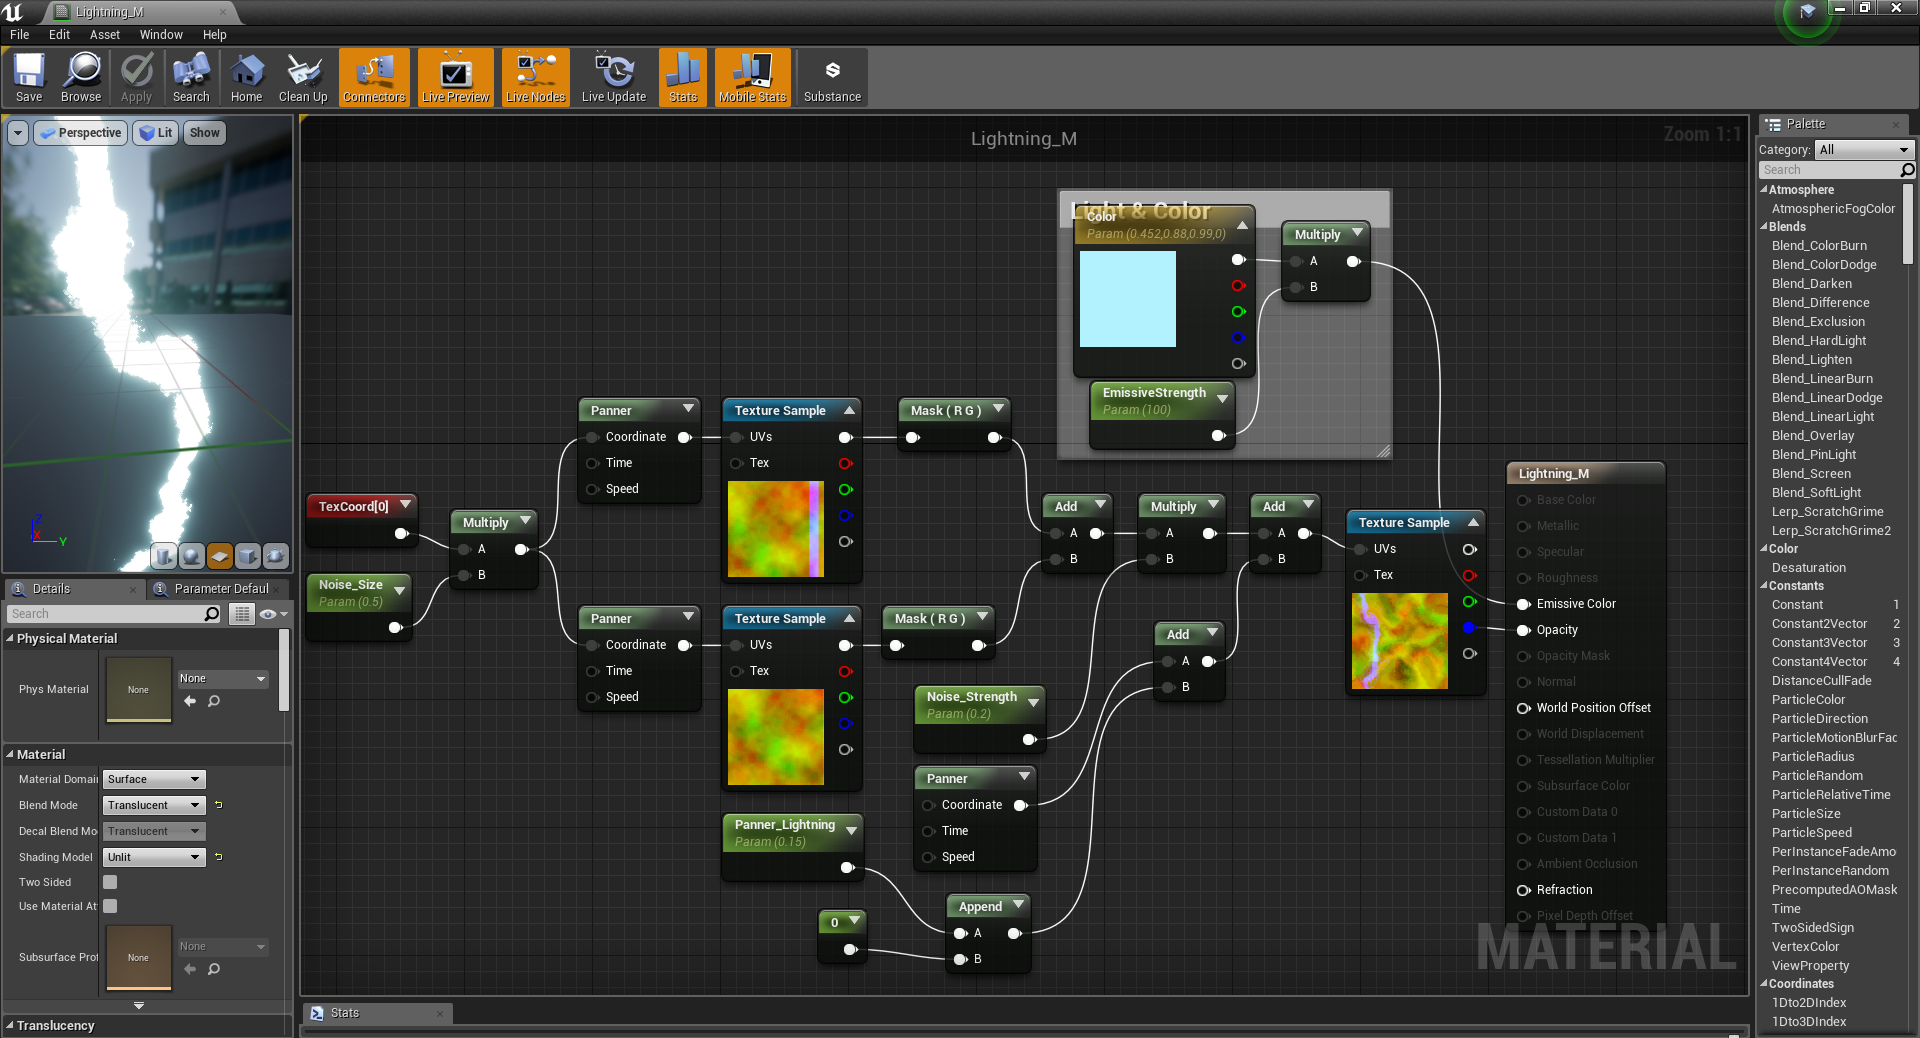 Lightning_M
File Edit Asset Window Help
Save Browse Apply Search Home Clean Up Connectors Live Preview Live Nodes Live Update Stats Mobile Stats Substance
Perspective Lit Show
Z
X
Y
Details
Parameter Defaul
Search
Physical Material
Phys Material
None
None
Material
Material Domai Surface
Blend Mode Translucent
Decal Blend Mo Translucent
Shading Model Unlit
Two Sided
Use Material At
Subsurface Prof
None
None
Translucency
Lightning_M
Zoom 1:1
Light & Color
Color
Param (0.452,0.88,0.99,0)
Multiply
A
B
EmissiveStrength
Param (100)
Panner
Coordinate
Time
Speed
Texture Sample
UVs
Tex
Mask ( R G )
TexCoord[0]
Multiply
A
B
Noise_Size
Param (0.5)
Panner
Coordinate
Time
Speed
Texture Sample
UVs
Tex
Mask ( R G )
Add
A
B
Multiply
A
B
Add
A
B
Add
A
B
Texture Sample
UVs
Tex
Noise_Strength
Param (0.2)
Panner
Coordinate
Time
Speed
Panner_Lightning
Param (0.15)
0
Append
A
B
Lightning_M
Base Color
Metallic
Specular
Roughness
Emissive Color
Opacity
Opacity Mask
Normal
World Position Offset
World Displacement
Tessellation Multiplier
Subsurface Color
Custom Data 0
Custom Data 1
Ambient Occlusion
Refraction
Pixel Depth Offset
MATERIAL
Stats
Palette
Category: All
Search
Atmosphere
AtmosphericFogColor
Blends
Blend_ColorBurn
Blend_ColorDodge
Blend_Darken
Blend_Difference
Blend_Exclusion
Blend_HardLight
Blend_Lighten
Blend_LinearBurn
Blend_LinearDodge
Blend_LinearLight
Blend_Overlay
Blend_PinLight
Blend_Screen
Blend_SoftLight
Lerp_ScratchGrime
Lerp_ScratchGrime2
Color
Desaturation
Constants
Constant 1
Constant2Vector 2
Constant3Vector 3
Constant4Vector 4
DistanceCullFade
ParticleColor
ParticleDirection
ParticleMotionBlurFac
ParticleRadius
ParticleRandom
ParticleRelativeTime
ParticleSize
ParticleSpeed
PerInstanceFadeAmo
PerInstanceRandom
PrecomputedAOMask
Time
TwoSidedSign
VertexColor
ViewProperty
Coordinates
1Dto2DIndex
1Dto3DIndex